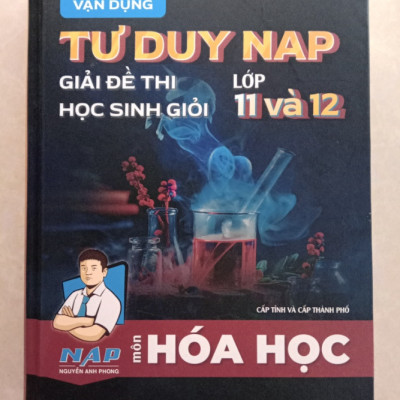 VẬN DỤNG
TƯ DUY NAP
GIẢI ĐỀ THI
HỌC SINH GIỎI
LỚP
11 và 12
CẤP TỈNH VÀ CẤP THÀNH PHỐ
NAP
NGUYỄN ANH PHONG
môn HÓA HỌC